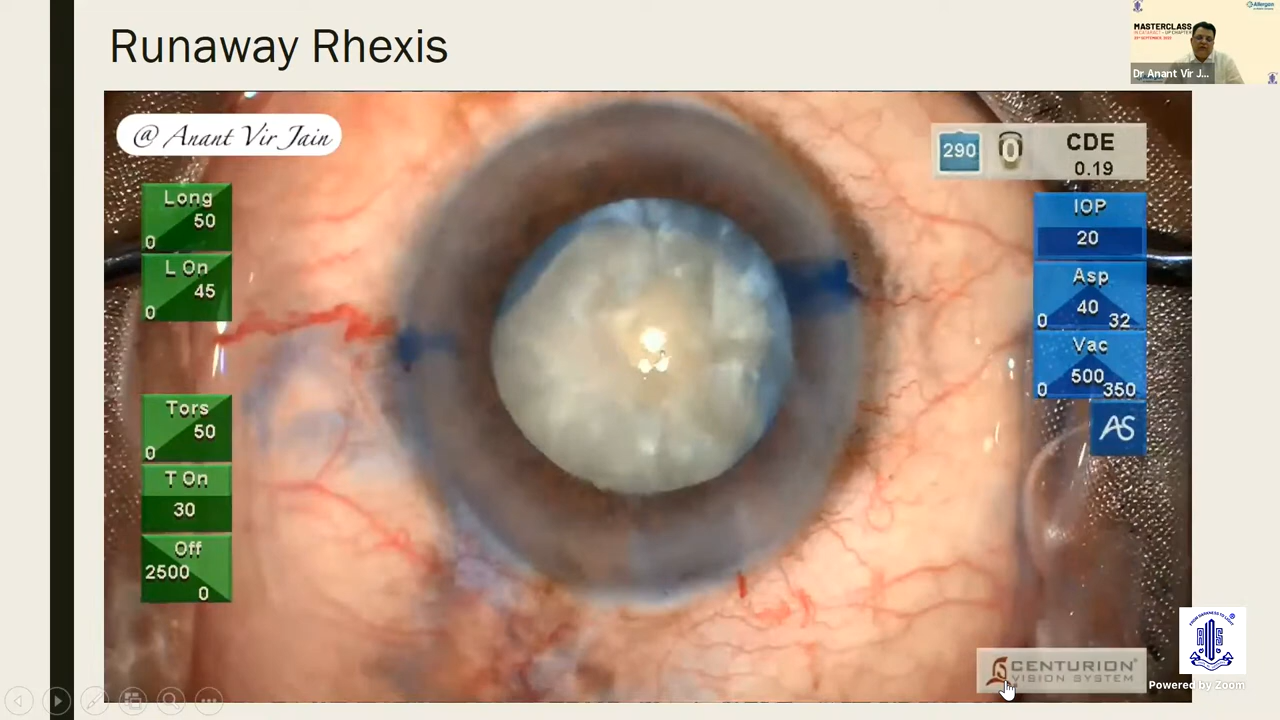 Runaway Rhexis
MASTERCLASS
Dr Anant Vir J...
@ Anant Vir Jain
290
0
CDE
0.19
Long
50
0
L On
45
0
Tors
50
0
T On
30
Off
2500
0
IOP
20
Asp
40
0
32
Vac
500
0
350
AS
CENTURION
VISION SYSTEM
Powered by Zoom